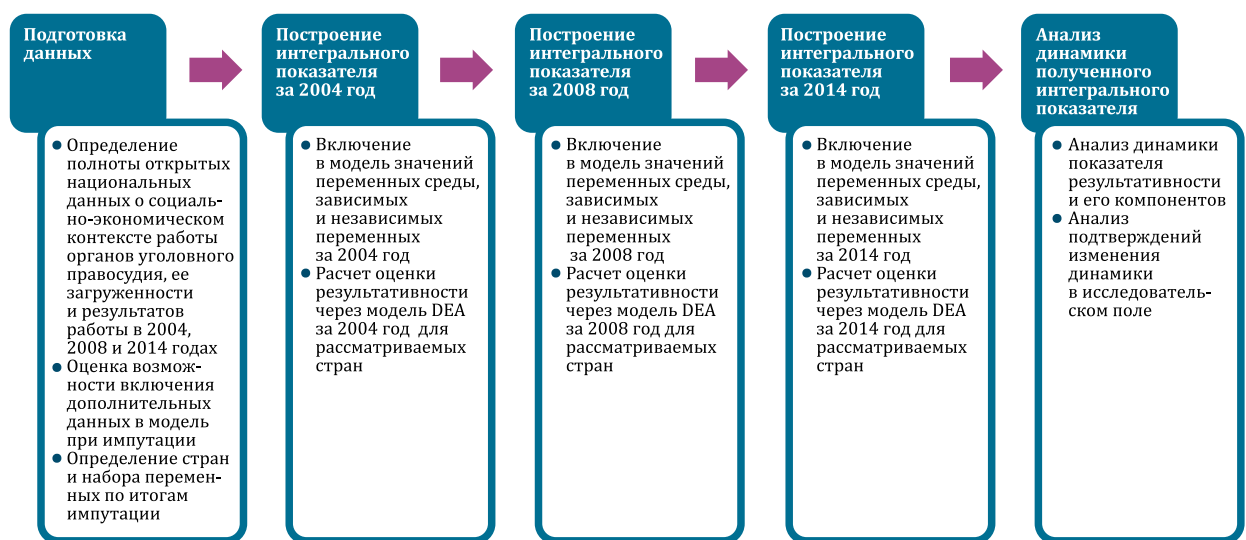 Подготовка
данных
Определение
полноты открытых
национальных
данных о социаль-
но-экономическом
контексте работы
органов уголовного
правосудия, ее
загруженности
и результатов
работы в 2004,
2008 и 2014 годах
Оценка возмож-
ности включения
дополнительных
данных в модель
при импутации
Определение стран
и набора перемен-
ных по итогам
импутации
Построение
интегрального
показателя
за 2004 год
Включение
в модель значений
переменных среды,
зависимых
и независимых
переменных
за 2004 год
Расчет оценки
результативности
через модель DEA
за 2004 год для
рассматриваемых
стран
Построение
интегрального
показателя
за 2008 год
Включение
в модель значений
переменных среды,
зависимых
и независимых
переменных
за 2008 год
Расчет оценки
результативности
через модель DEA
за 2008 год для
рассматриваемых
стран
Построение
интегрального
показателя
за 2014 год
Включение
в модель значений
переменных среды,
зависимых
и независимых
переменных
за 2014 год
Расчет оценки
результативности
через модель DEA
за 2014 год для
рассматриваемых
стран
Анализ
динамики
полученного
интегрального
показателя
Анализ динамики
показателя
результативности
и его компонентов
Анализ
подтверждений
изменения
динамики
в исследователь-
ском поле